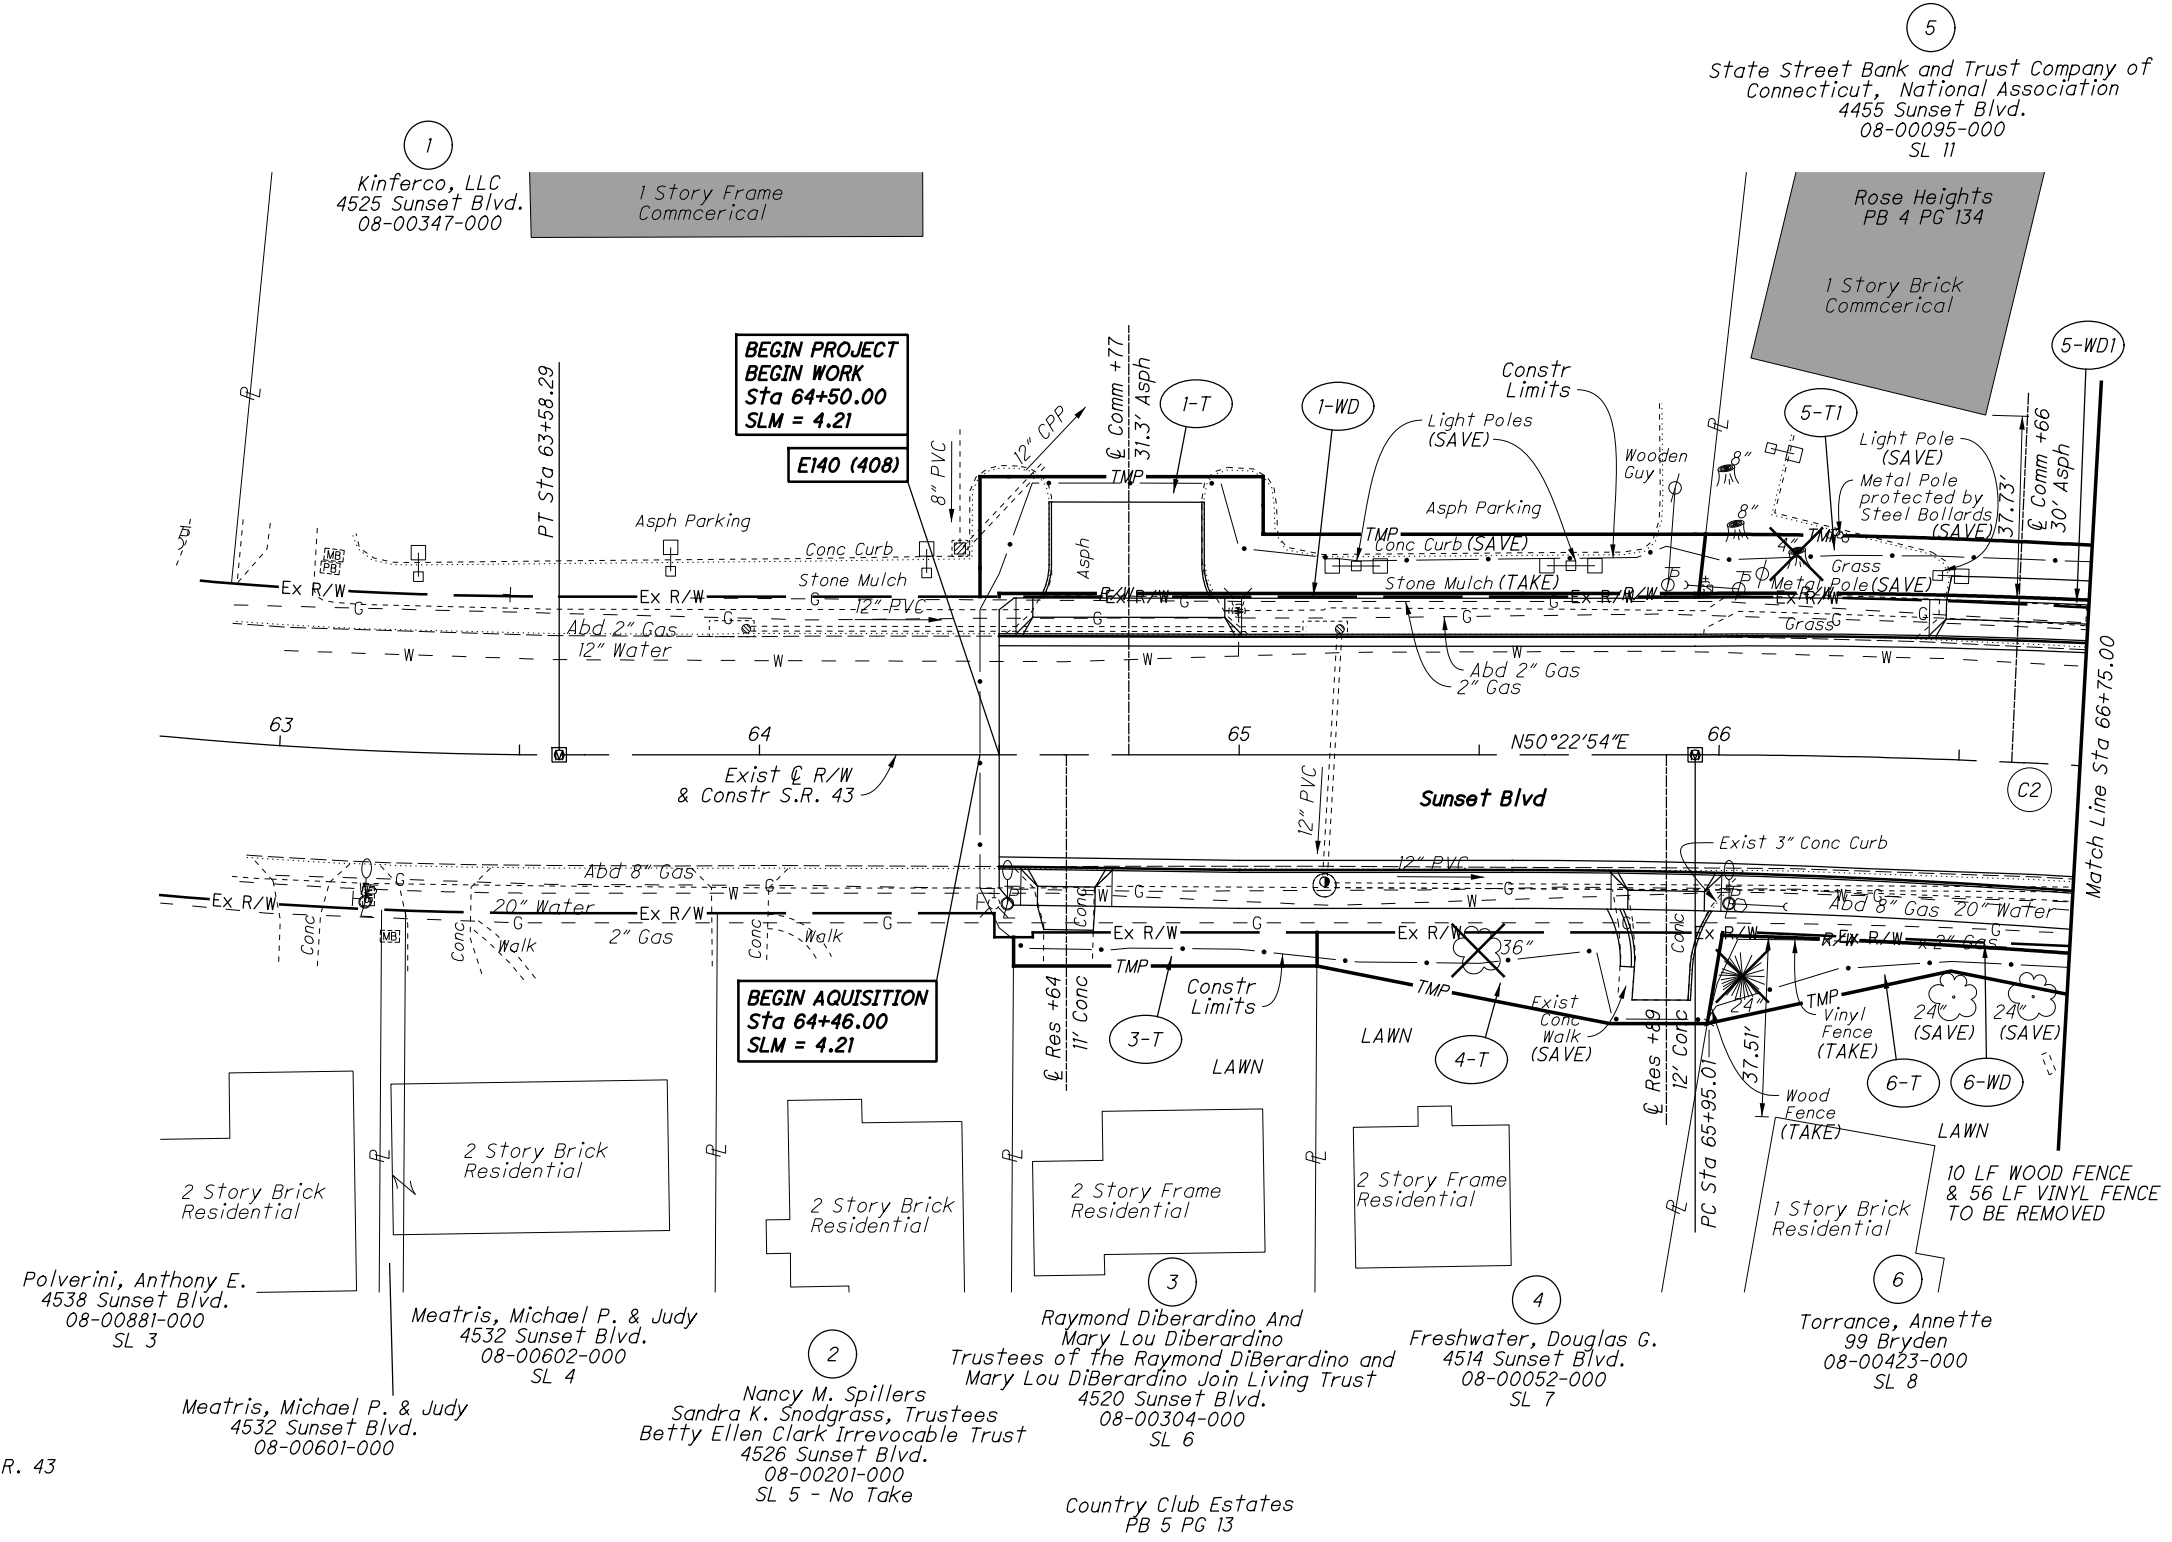 5
State Street Bank and Trust Company of
Connecticut, National Association
4455 Sunset Blvd.
08-00095-000
SL 11
1
Kinferco, LLC
4525 Sunset Blvd.
08-00347-000
1 Story Frame
Commcerical
Rose Heights
PB 4 PG 134
1 Story Brick
Commcerical
BEGIN PROJECT
BEGIN WORK
Sta 64+50.00
SLM = 4.21
E140 (408)
PT Sta 63+58.29
8" PVC
12" CPP
℄ Comm +77
31.3' Asph
1-T
1-WD
Constr
Limits
Light Poles
(SAVE)
Wooden
Guy
5-T1
5-WD1
8"
8"
4"
Light Pole
(SAVE)
Metal Pole
protected by
Steel Bollards
(SAVE)
37.73'
℄ Comm +66
30' Asph
TMP
TMP
TMP
Asph Parking
Asph Parking
Conc Curb
Conc Curb (SAVE)
Asph
Stone Mulch
Stone Mulch (TAKE)
Grass
Metal Pole (SAVE)
Grass
MB
PB
PL
PL
Ex R/W
Ex R/W
Ex R/W
Ex R/W
Ex R/W
G
G
G
G
G
G
G
G
12" PVC
Abd 2" Gas
12" Water
W
W
W
W
W
Abd 2" Gas
2" Gas
63
64
65
66
N50°22'54"E
Exist ℄ R/W
& Constr S.R. 43
Sunset Blvd
12" PVC
C2
Match Line Sta 66+75.00
Exist 3" Conc Curb
Abd 8" Gas
12" PVC
G
G
G
G
W
W
W
W
Ex R/W
20" Water
Ex R/W
2" Gas
G
G
G
G
Abd 8" Gas
20" Water
2" Gas
Conc
Conc
Walk
Conc
Walk
Conc
Conc
MB
Ex R/W
Ex R/W
Ex R/W
Ex R/W
36"
TMP
TMP
TMP
BEGIN AQUISITION
Sta 64+46.00
SLM = 4.21
℄ Res +64
11' Conc
Constr
Limits
3-T
LAWN
LAWN
4-T
Exist
Conc
Walk
(SAVE)
℄ Res +89
12' Conc
PC Sta 65+95.01
37.51'
24"
Vinyl
Fence
(TAKE)
24"
(SAVE)
24"
(SAVE)
6-T
6-WD
Wood
Fence
(TAKE)
LAWN
10 LF WOOD FENCE
& 56 LF VINYL FENCE
TO BE REMOVED
PL
PL
PL
PL
PL
2 Story Brick
Residential
2 Story Brick
Residential
2 Story Brick
Residential
2 Story Frame
Residential
2 Story Frame
Residential
1 Story Brick
Residential
Polverini, Anthony E.
4538 Sunset Blvd.
08-00881-000
SL 3
Meatris, Michael P. & Judy
4532 Sunset Blvd.
08-00602-000
SL 4
Meatris, Michael P. & Judy
4532 Sunset Blvd.
08-00601-000
2
Nancy M. Spillers
Sandra K. Snodgrass, Trustees
Betty Ellen Clark Irrevocable Trust
4526 Sunset Blvd.
08-00201-000
SL 5 - No Take
3
Raymond Diberardino And
Mary Lou Diberardino
Trustees of the Raymond DiBerardino and
Mary Lou DiBerardino Join Living Trust
4520 Sunset Blvd.
08-00304-000
SL 6
4
Freshwater, Douglas G.
4514 Sunset Blvd.
08-00052-000
SL 7
6
Torrance, Annette
99 Bryden
08-00423-000
SL 8
R. 43
Country Club Estates
PB 5 PG 13